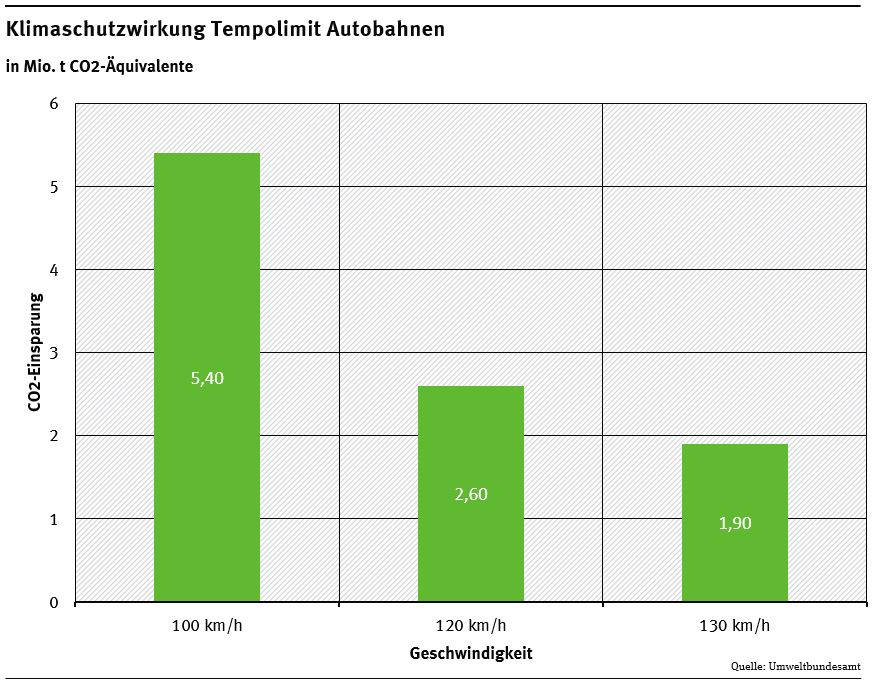 Klimaschutzwirkung Tempolimit Autobahnen
in Mio. t CO2-Äquivalente
6
5
4
3
2
1
0
CO2-Einsparung
5,40
2,60
1,90
100 km/h
120 km/h
130 km/h
Geschwindigkeit
Quelle: Umweltbundesamt